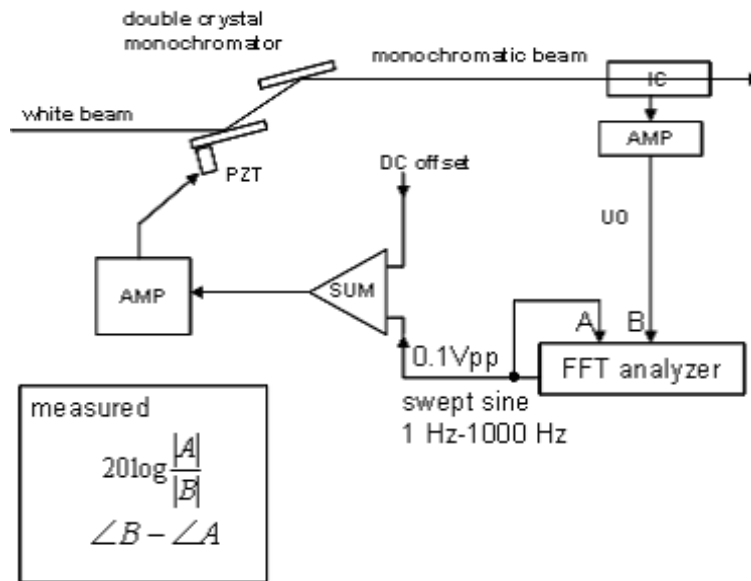 double crystal
monochromator
monochromatic beam
IC
white beam
AMP
PZT
DC offset
U0
AMP
SUM
A B
0.1Vpp
FFT analyzer
swept sine
1 Hz-1000 Hz
measured
20log |A|/|B|
∠B − ∠A